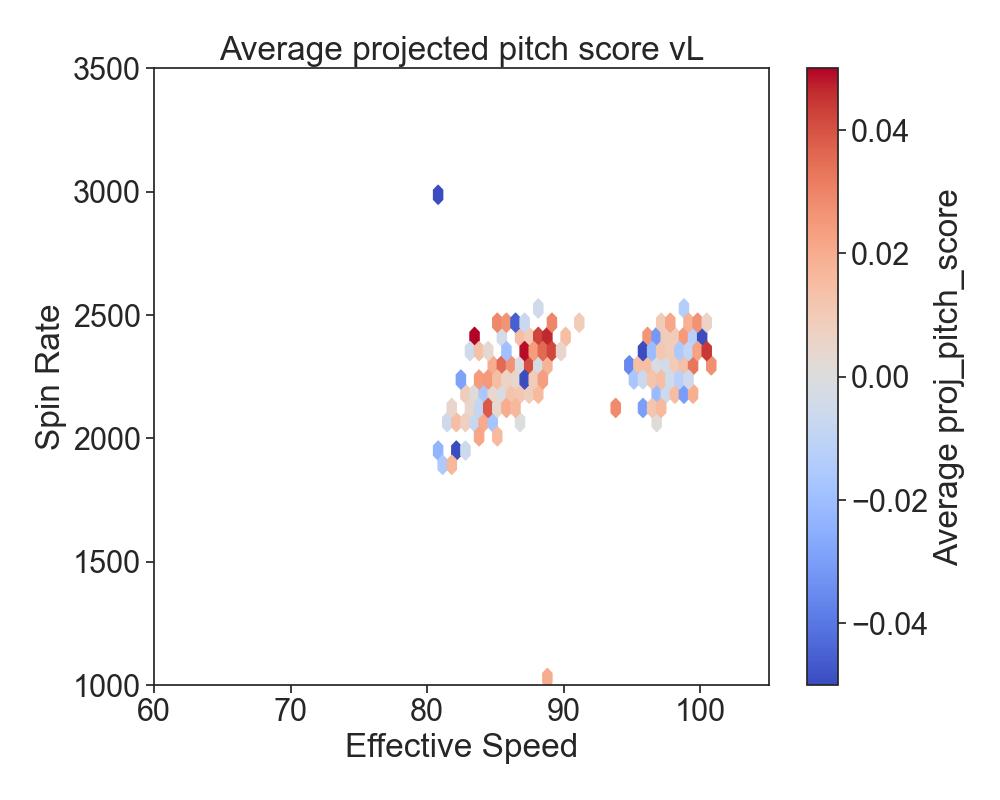 Average projected pitch score vL
3500
3000
2500
2000
1500
1000
Spin Rate
60 70 80 90 100
Effective Speed
0.04
0.02
0.00
−0.02
−0.04
Average proj_pitch_score